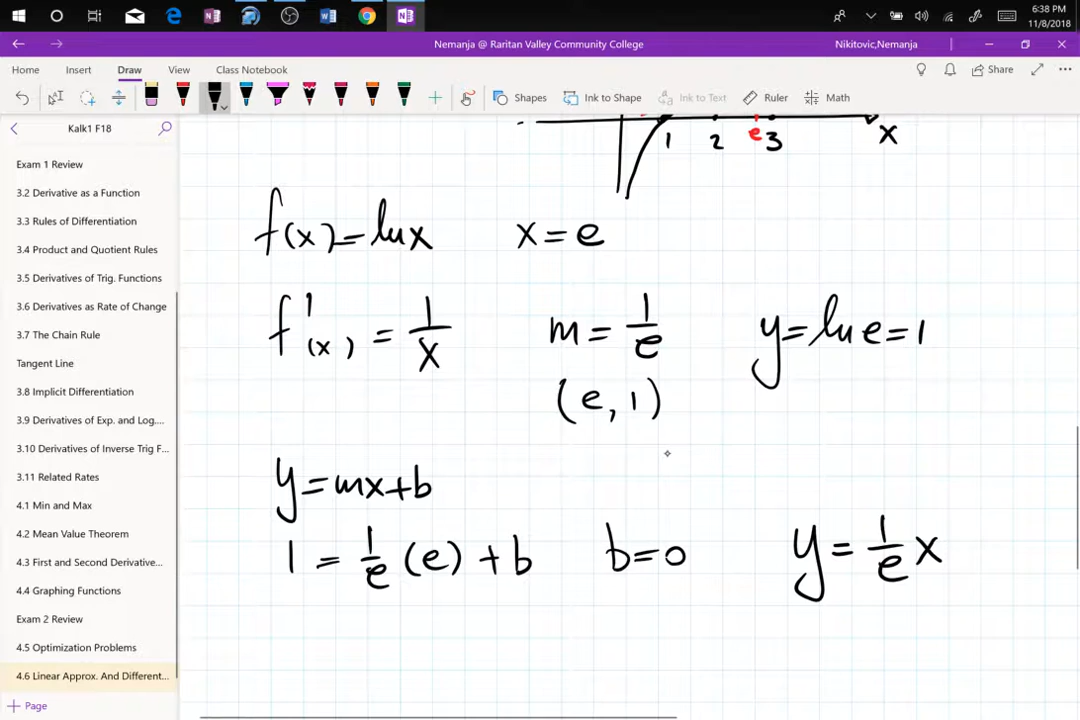 6:38 PM
11/8/2018
Nemanja @ Raritan Valley Community College
Nikitovic,Nemanja
Home Insert Draw View Class Notebook
Share
Shapes Ink to Shape Ink to Text Ruler Math
Kalk1 F18
Exam 1 Review
3.2 Derivative as a Function
3.3 Rules of Differentiation
3.4 Product and Quotient Rules
3.5 Derivatives of Trig. Functions
3.6 Derivatives as Rate of Change
3.7 The Chain Rule
Tangent Line
3.8 Implicit Differentiation
3.9 Derivatives of Exp. and Log....
3.10 Derivatives of Inverse Trig F...
3.11 Related Rates
4.1 Min and Max
4.2 Mean Value Theorem
4.3 First and Second Derivative...
4.4 Graphing Functions
Exam 2 Review
4.5 Optimization Problems
4.6 Linear Approx. And Different...
+ Page
1 2 e 3 x
f(x)=lnx x=e
f'(x) = 1/x m = 1/e y=ln e=1
(e, 1)
y=mx+b
1 = 1/e (e) + b b=0 y = 1/e x